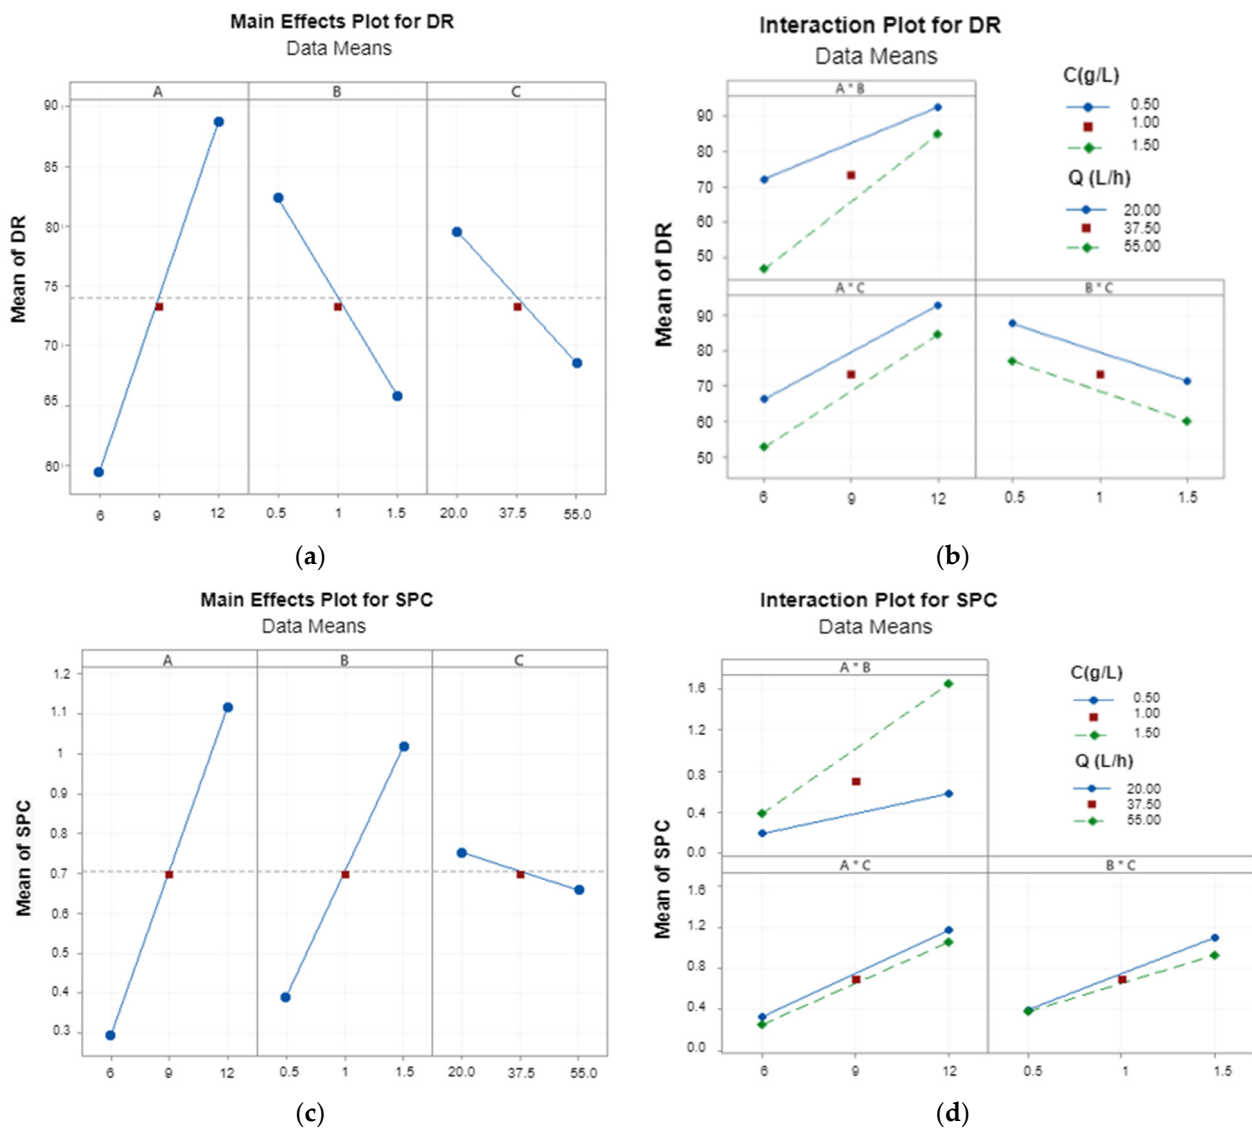 Main Effects Plot for DR
Data Means
A B C
Mean of DR
90
85
80
75
70
65
60
6 9 12 0.5 1 1.5 20.0 37.5 55.0
(a)
Interaction Plot for DR
Data Means
A * B
C(g/L)
0.50
1.00
1.50
Q (L/h)
20.00
37.50
55.00
Mean of DR
90
80
70
60
50
A * C B * C
90
80
70
60
50
6 9 12 0.5 1 1.5
(b)
Main Effects Plot for SPC
Data Means
A B C
Mean of SPC
1.2
1.1
1
0.9
0.8
0.7
0.6
0.5
0.4
0.3
6 9 12 0.5 1 1.5 20.0 37.5 55.0
(c)
Interaction Plot for SPC
Data Means
A * B
C(g/L)
0.50
1.00
1.50
Q (L/h)
20.00
37.50
55.00
Mean of SPC
1.6
1.2
0.8
0.4
0.0
A * C B * C
1.6
1.2
0.8
0.4
0.0
6 9 12 0.5 1 1.5
(d)